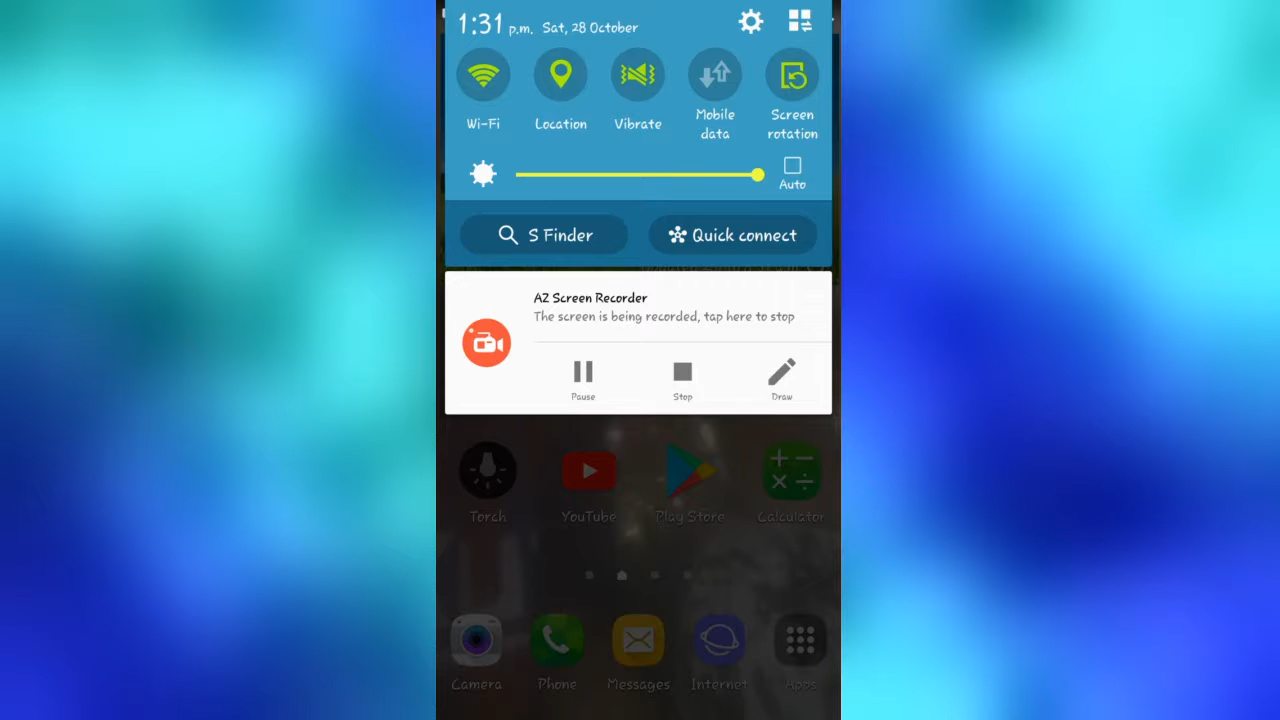 1:31 p.m. Sat, 28 October
Wi-Fi
Location
Vibrate
Mobile
data
Screen
rotation
Auto
S Finder
Quick connect
AZ Screen Recorder
The screen is being recorded, tap here to stop
Pause
Stop
Draw
Torch
YouTube
Play Store
Calculator
Camera
Phone
Messages
Internet
Apps